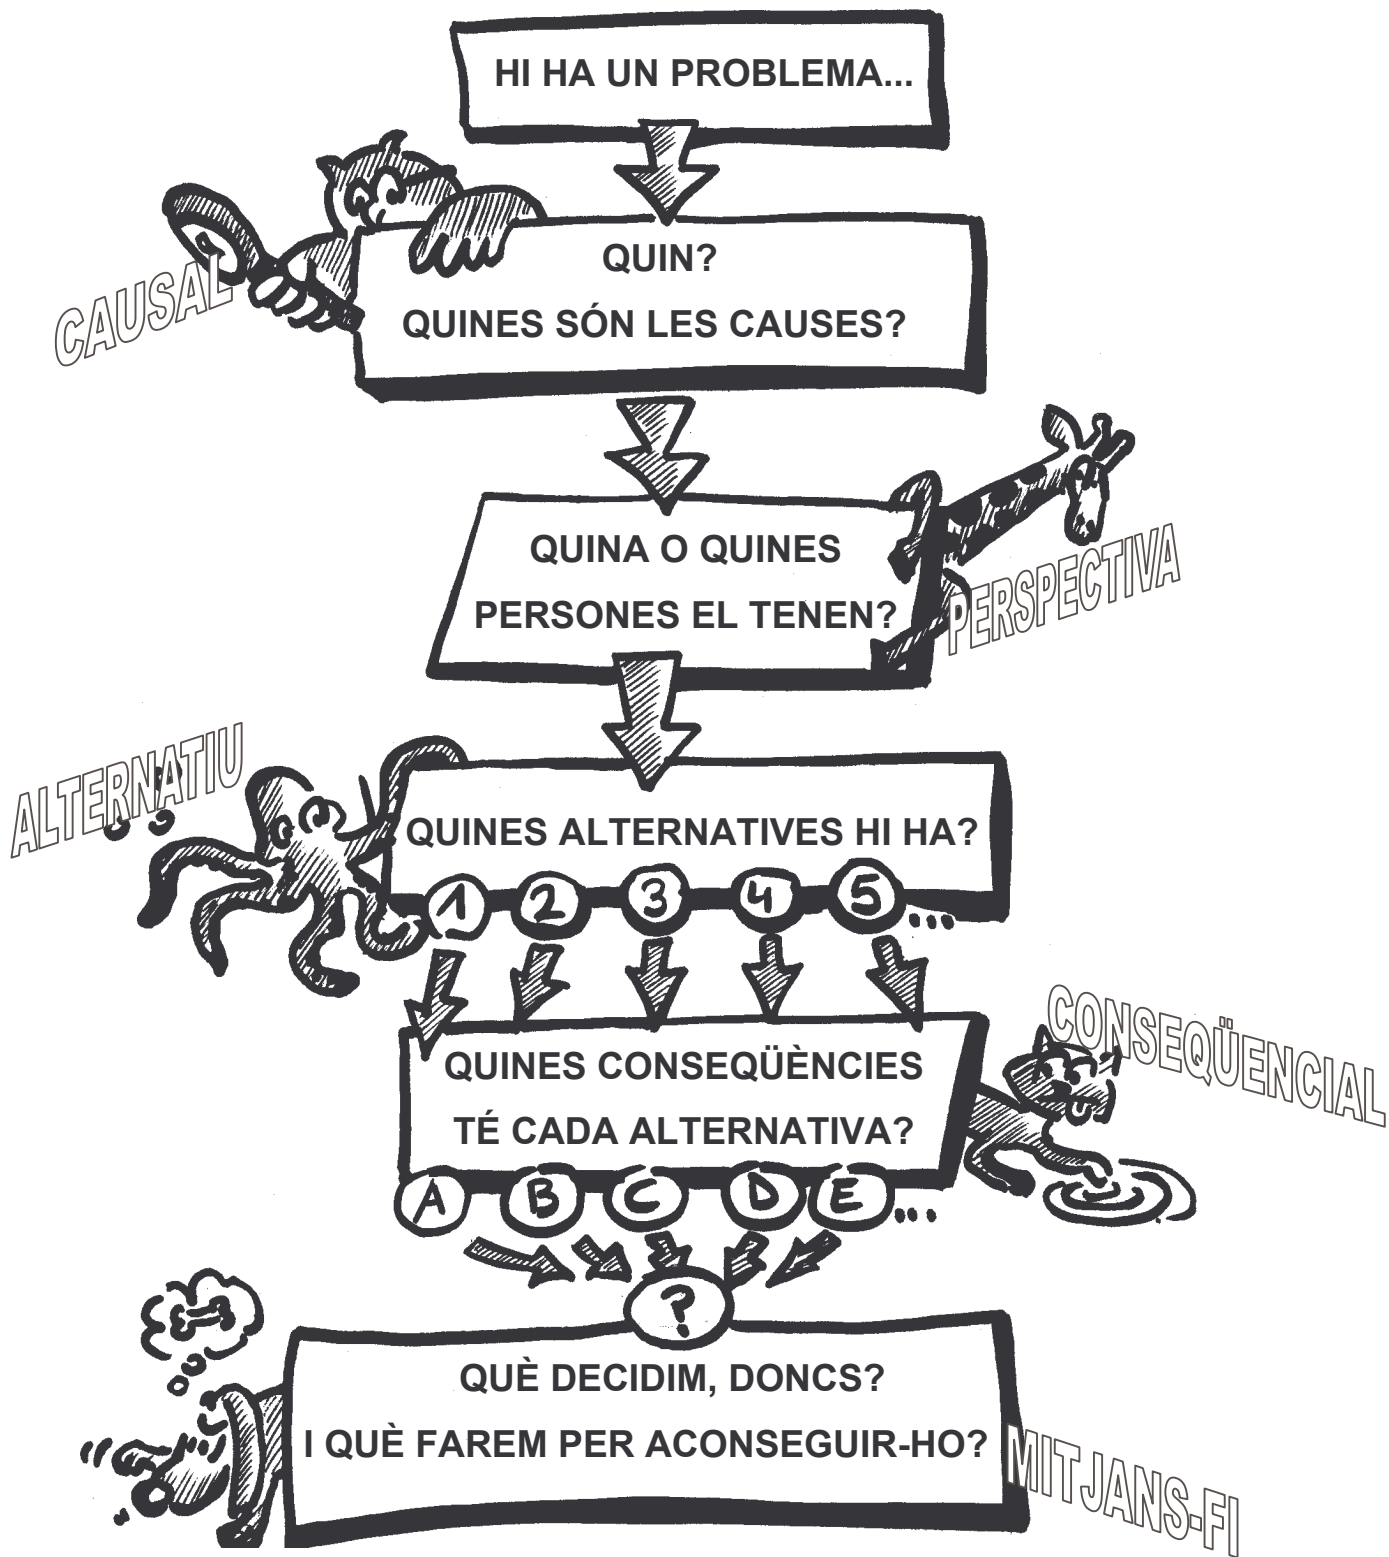 HI HA UN PROBLEMA...
QUIN?
CAUSAL
QUINES SÓN LES CAUSES?
QUINA O QUINES
PERSONES EL TENEN?
PERSPECTIVA
ALTERNATIU
QUINES ALTERNATIVES HI HA?
1 2 3 4 5 ...
CONSEQÜENCIAL
QUINES CONSEQÜÈNCIES
TÉ CADA ALTERNATIVA?
A B C D E ...
?
QUÈ DECIDIM, DONCS?
I QUÈ FAREM PER ACONSEGUIR-HO?
MITJANS-FI